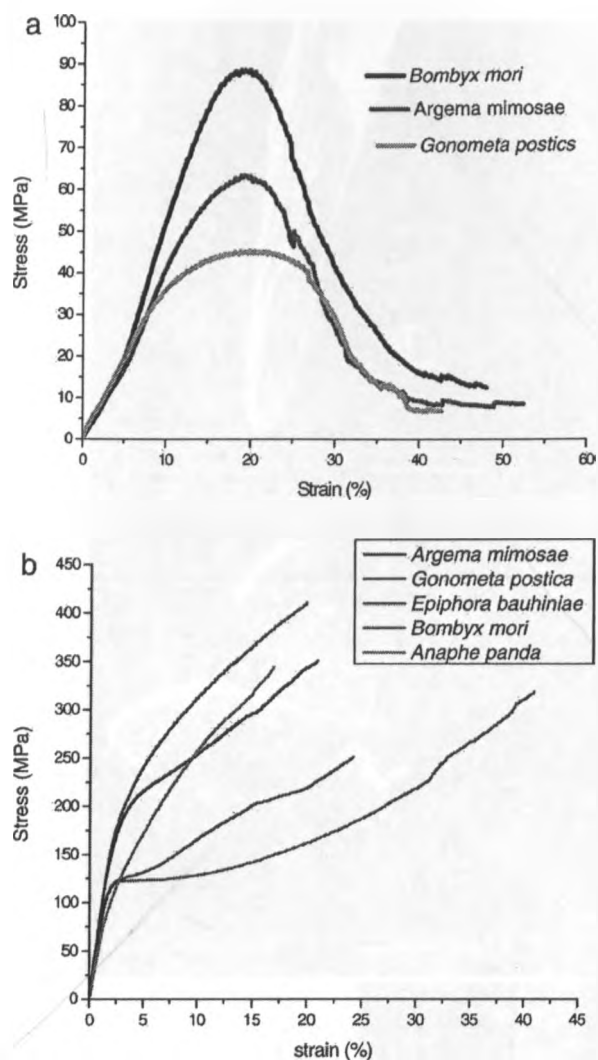 a
100
90
80
70
60
50
40
30
20
10
0
Stress (MPa)
Bombyx mori
Argema mimosae
Gonometa postics
0 10 20 30 40 50 60
Strain (%)
b
450
400
350
300
250
200
150
100
50
0
Stress (MPa)
Argema mimosae
Gonometa postica
Epiphora bauhiniae
Bombyx mori
Anaphe panda
0 5 10 15 20 25 30 35 40 45
strain (%)